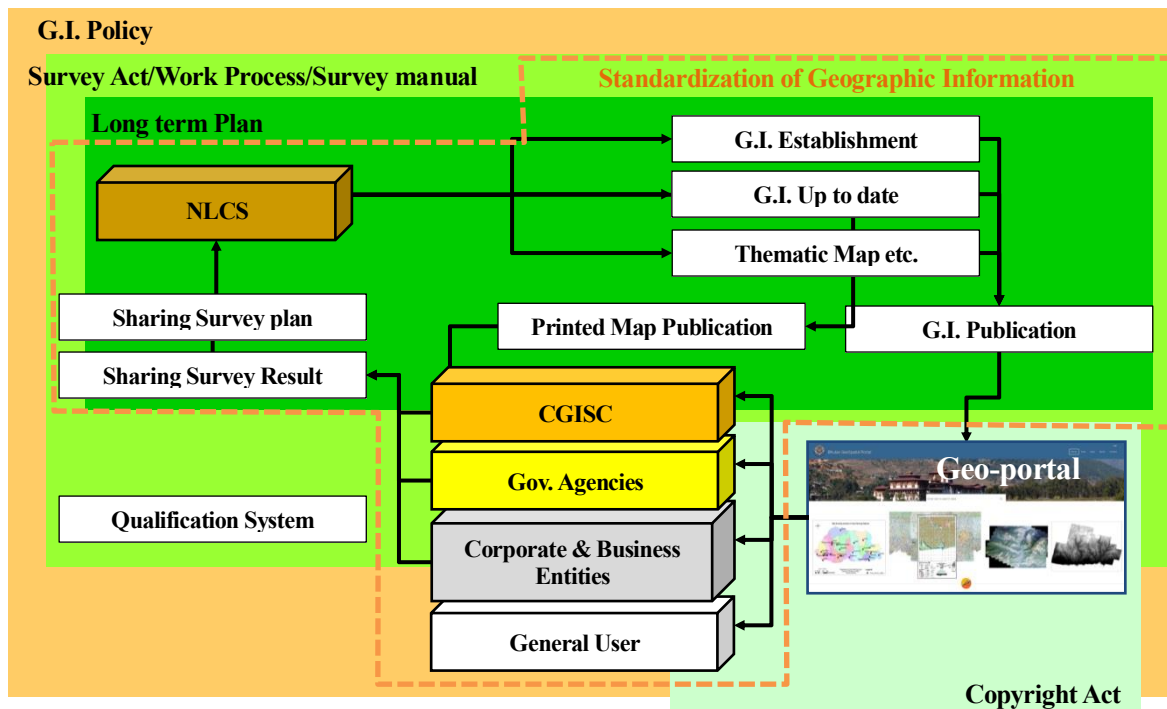 G.I. Policy
Survey Act/Work Process/Survey manual
Standardization of Geographic Information
Long term Plan
G.I. Establishment
NLCS
G.I. Up to date
Thematic Map etc.
Sharing Survey plan
Printed Map Publication
G.I. Publication
Sharing Survey Result
CGISC
Geo-portal
Gov. Agencies
Qualification System
Corporate & Business
Entities
General User
Copyright Act